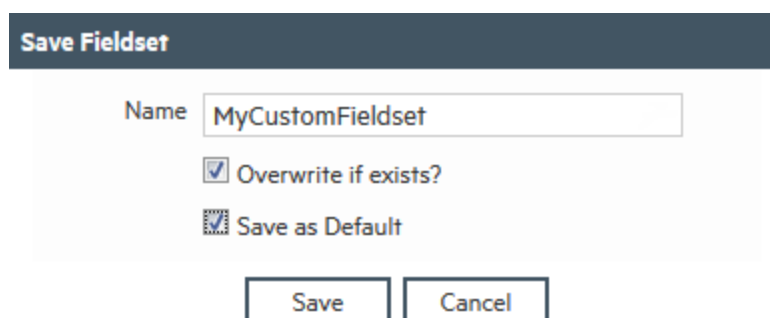 Save Fieldset
Name MyCustomFieldset
Overwrite if exists?
Save as Default
Save Cancel